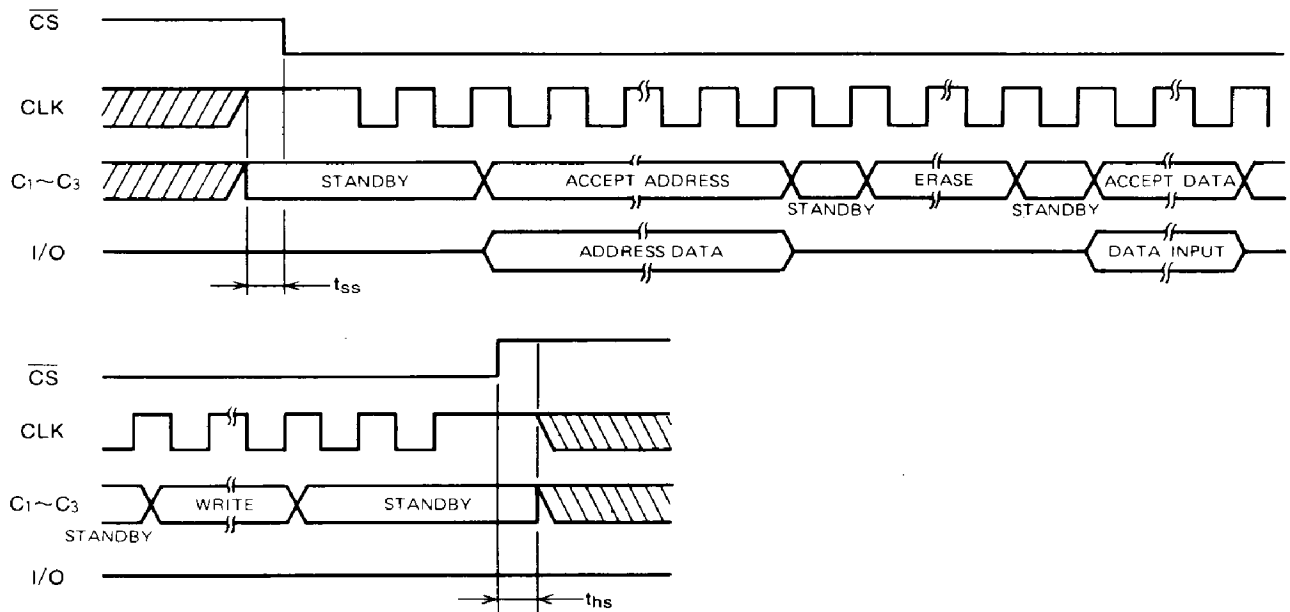 CS
CLK
C1~C3 STANDBY ACCEPT ADDRESS STANDBY ERASE STANDBY ACCEPT DATA
I/O ADDRESS DATA DATA INPUT
tss
CS
CLK
C1~C3 STANDBY WRITE STANDBY
I/O
ths